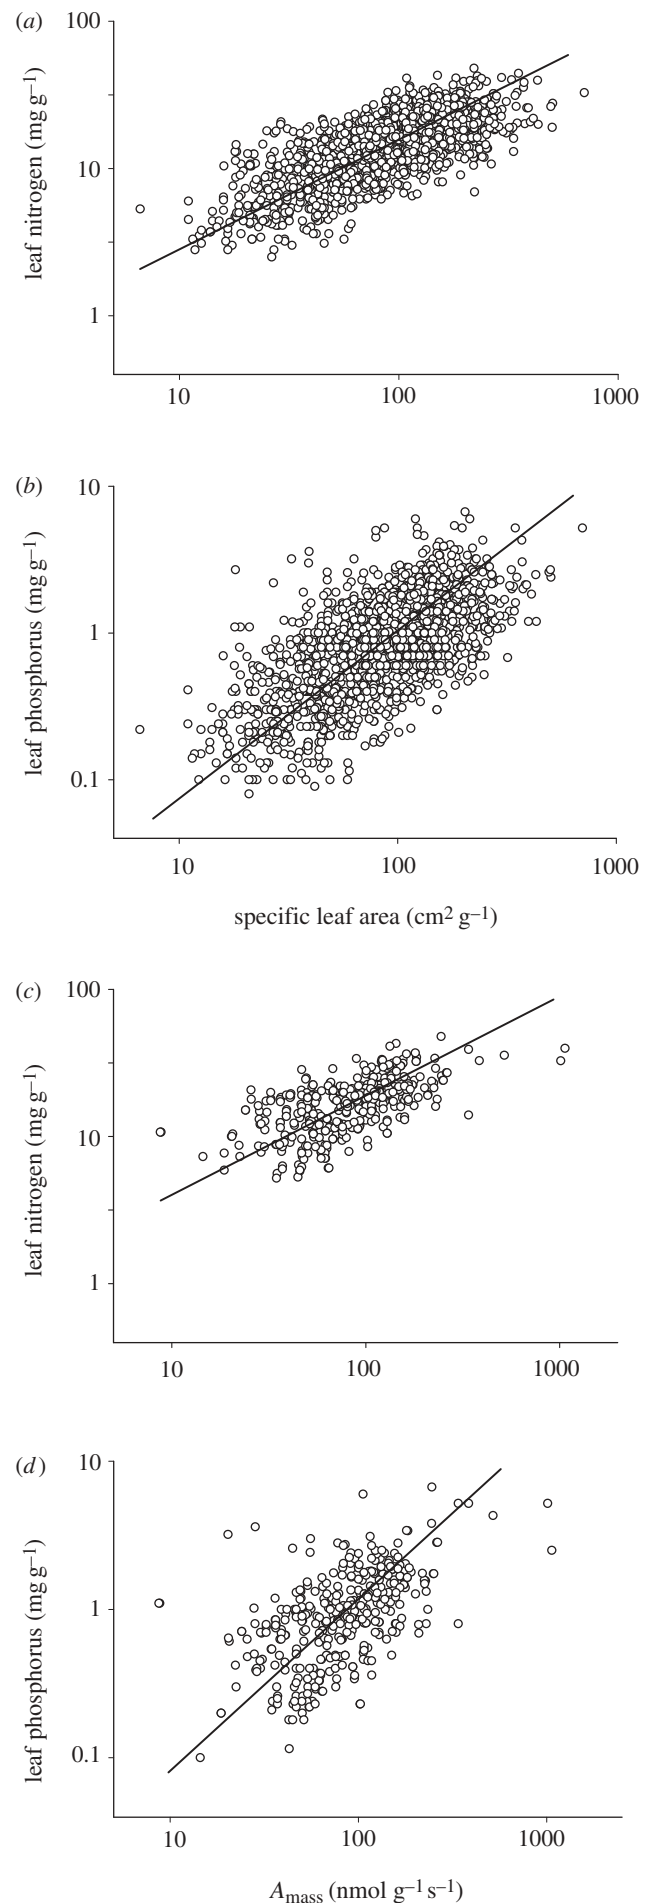 (a)
100
10
1
leaf nitrogen (mg g–1)
10 100 1000
(b)
10
1
0.1
leaf phosphorus (mg g–1)
10 100 1000
specific leaf area (cm2 g–1)
(c)
100
10
1
leaf nitrogen (mg g–1)
10 100 1000
(d)
10
1
0.1
leaf phosphorus (mg g–1)
10 100 1000
Amass (nmol g–1 s–1)